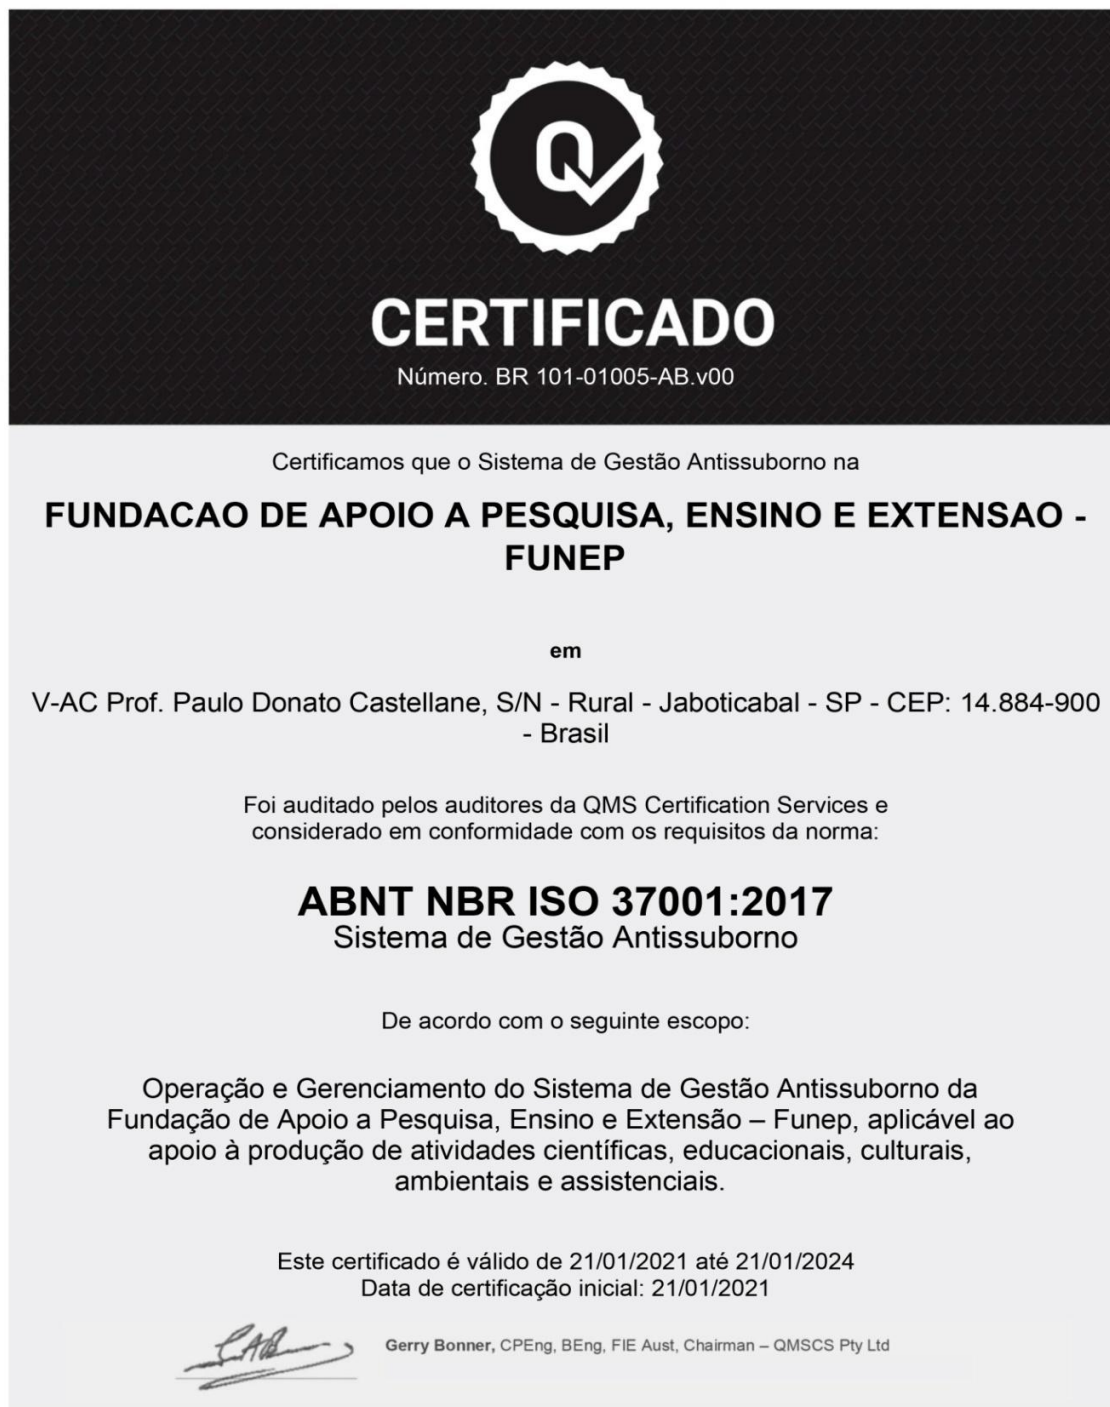 Q
CERTIFICADO
Número. BR 101-01005-AB.v00
Certificamos que o Sistema de Gestão Antissuborno na
FUNDACAO DE APOIO A PESQUISA, ENSINO E EXTENSAO -
FUNEP
em
V-AC Prof. Paulo Donato Castellane, S/N - Rural - Jaboticabal - SP - CEP: 14.884-900
- Brasil
Foi auditado pelos auditores da QMS Certification Services e
considerado em conformidade com os requisitos da norma:
ABNT NBR ISO 37001:2017
Sistema de Gestão Antissuborno
De acordo com o seguinte escopo:
Operação e Gerenciamento do Sistema de Gestão Antissuborno da
Fundação de Apoio a Pesquisa, Ensino e Extensão – Funep, aplicável ao
apoio à produção de atividades científicas, educacionais, culturais,
ambientais e assistenciais.
Este certificado é válido de 21/01/2021 até 21/01/2024
Data de certificação inicial: 21/01/2021
Gerry Bonner, CPEng, BEng, FIE Aust, Chairman – QMSCS Pty Ltd